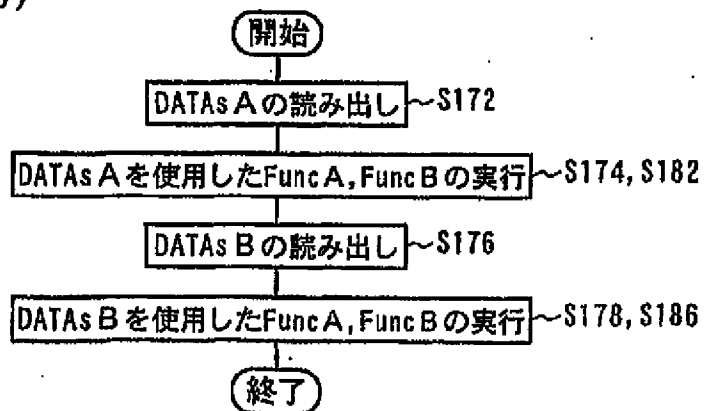 開始
DATAs Aの読み出し ～S172
DATAs Aを使用したFunc A, Func Bの実行 ～S174, S182
DATAs Bの読み出し ～S176
DATAs Bを使用したFunc A, Func Bの実行 ～S178, S186
終了